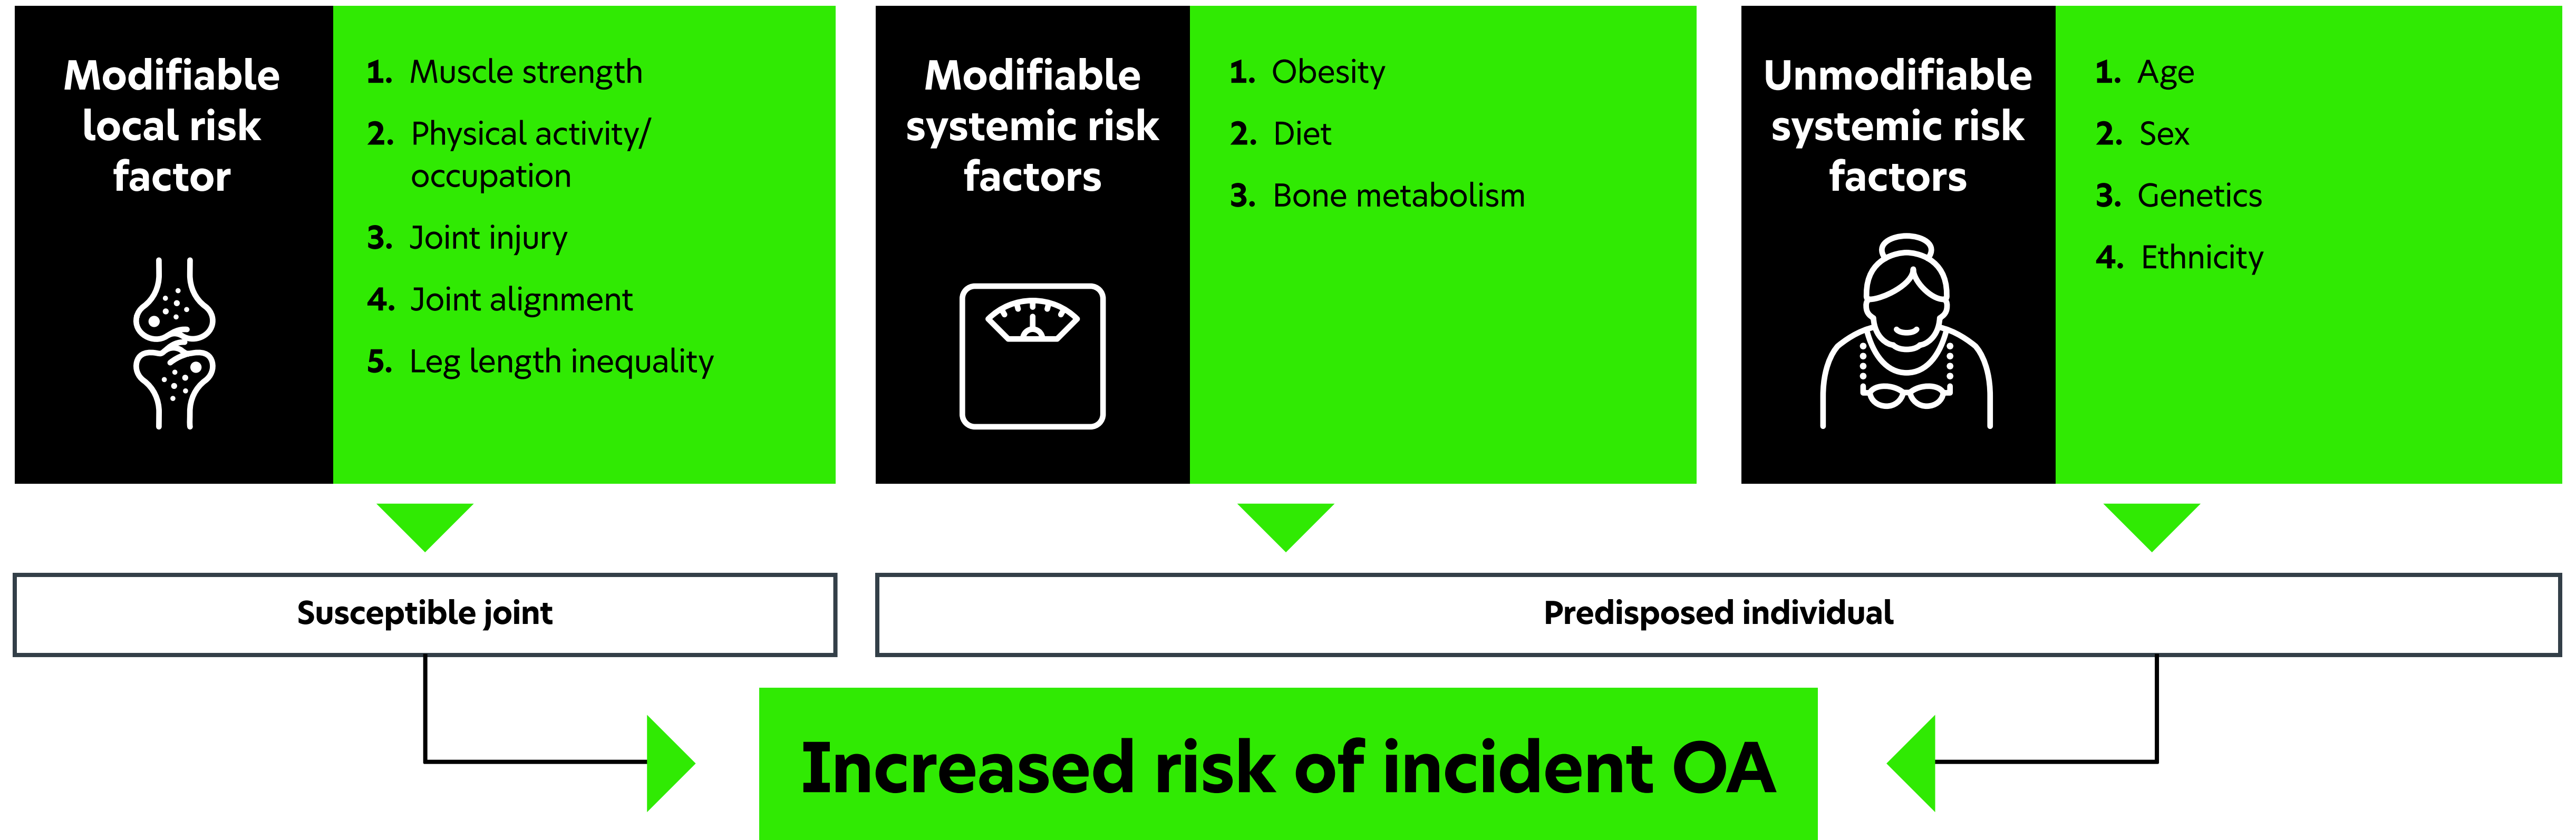 Modifiable
local risk
factor
1. Muscle strength
2. Physical activity/
occupation
3. Joint injury
4. Joint alignment
5. Leg length inequality
Modifiable
systemic risk
factors
1. Obesity
2. Diet
3. Bone metabolism
Unmodifiable
systemic risk
factors
1. Age
2. Sex
3. Genetics
4. Ethnicity
Susceptible joint
Predisposed individual
Increased risk of incident OA